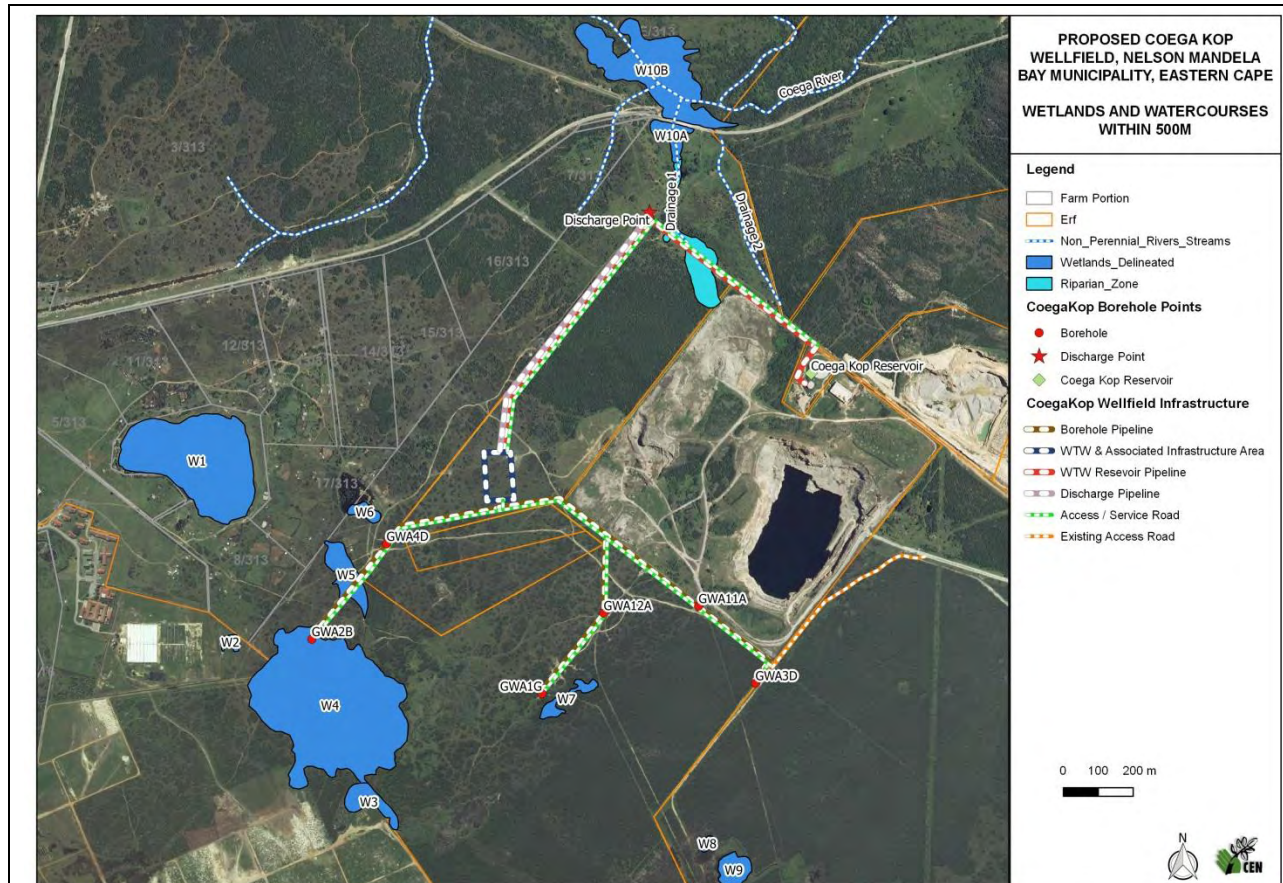 PROPOSED COEGA KOP
WELLFIELD, NELSON MANDELA
BAY MUNICIPALITY, EASTERN CAPE
WETLANDS AND WATERCOURSES
WITHIN 500M
Legend
Farm Portion
Erf
Non_Perennial_Rivers_Streams
Wetlands_Delineated
Riparian_Zone
CoegaKop Borehole Points
Borehole
Discharge Point
Coega Kop Reservoir
CoegaKop Wellfield Infrastructure
Borehole Pipeline
WTW & Associated Infrastructure Area
WTW Resevoir Pipeline
Discharge Pipeline
Access / Service Road
Existing Access Road
0 100 200 m
N
CEN
W10B
Coega River
W10A
3/313
Drainage 1
Drainage 2
Discharge Point
16/313
15/313
12/313
11/313
5/313
Coega Kop Reservoir
W1
17/313
W6
GWA4D
8/313
W5
GWA12A
GWA11A
W2
GWA2B
GWA3D
GWA1G
W7
W4
W3
W8
W9